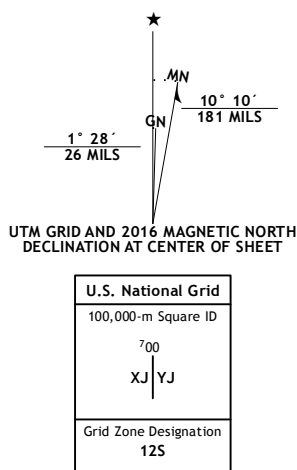 ★
MN
GN
1° 28´
26 MILS
10° 10´
181 MILS
UTM GRID AND 2016 MAGNETIC NORTH
DECLINATION AT CENTER OF SHEET
U.S. National Grid
100,000-m Square ID
⁷00
XJ YJ
Grid Zone Designation
12S